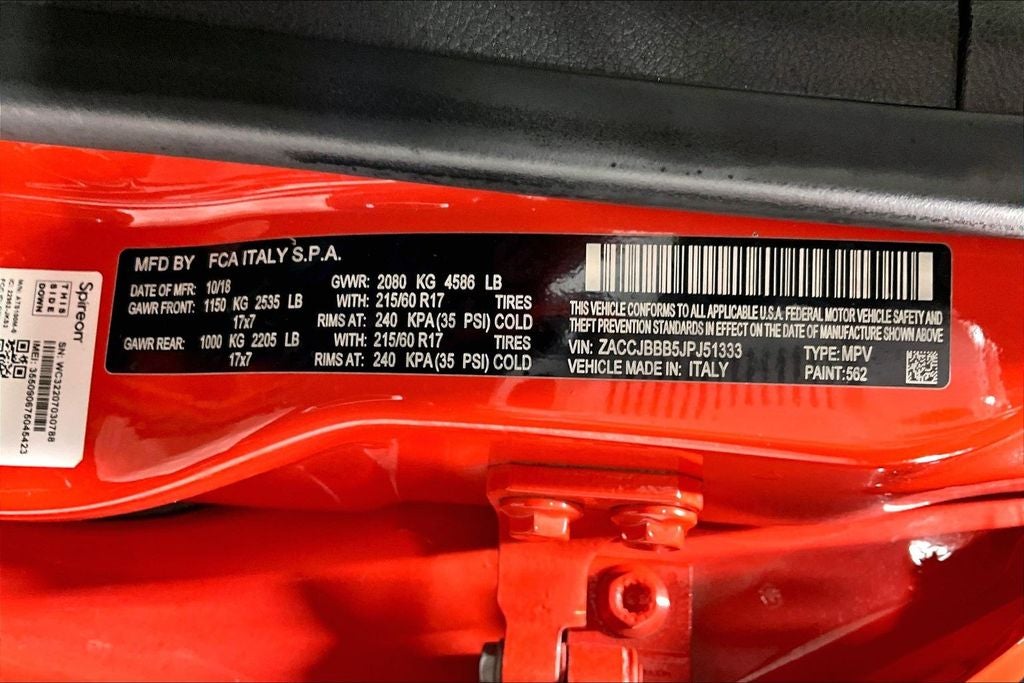 MFD BY FCA ITALY S.P.A.
DATE OF MFR: 10/18 GVWR: 2080 KG 4586 LB
GAWR FRONT: 1150 KG 2535 LB WITH: 215/60 R17 TIRES
17x7 RIMS AT: 240 KPA(35 PSI) COLD
GAWR REAR: 1000 KG 2205 LB WITH: 215/60 R17 TIRES
17x7 RIMS AT: 240 KPA(35 PSI) COLD
THIS VEHICLE CONFORMS TO ALL APPLICABLE U.S.A. FEDERAL MOTOR VEHICLE SAFETY AND
THEFT PREVENTION STANDARDS IN EFFECT ON THE DATE OF MANUFACTURE SHOWN ABOVE
VIN: ZACCJBBB5JPJ51333 TYPE: MPV
VEHICLE MADE IN: ITALY PAINT: 562
Spireon
THIS
SIDE
DOWN
S/N: WC332207030788
IMEI: 355090675045423